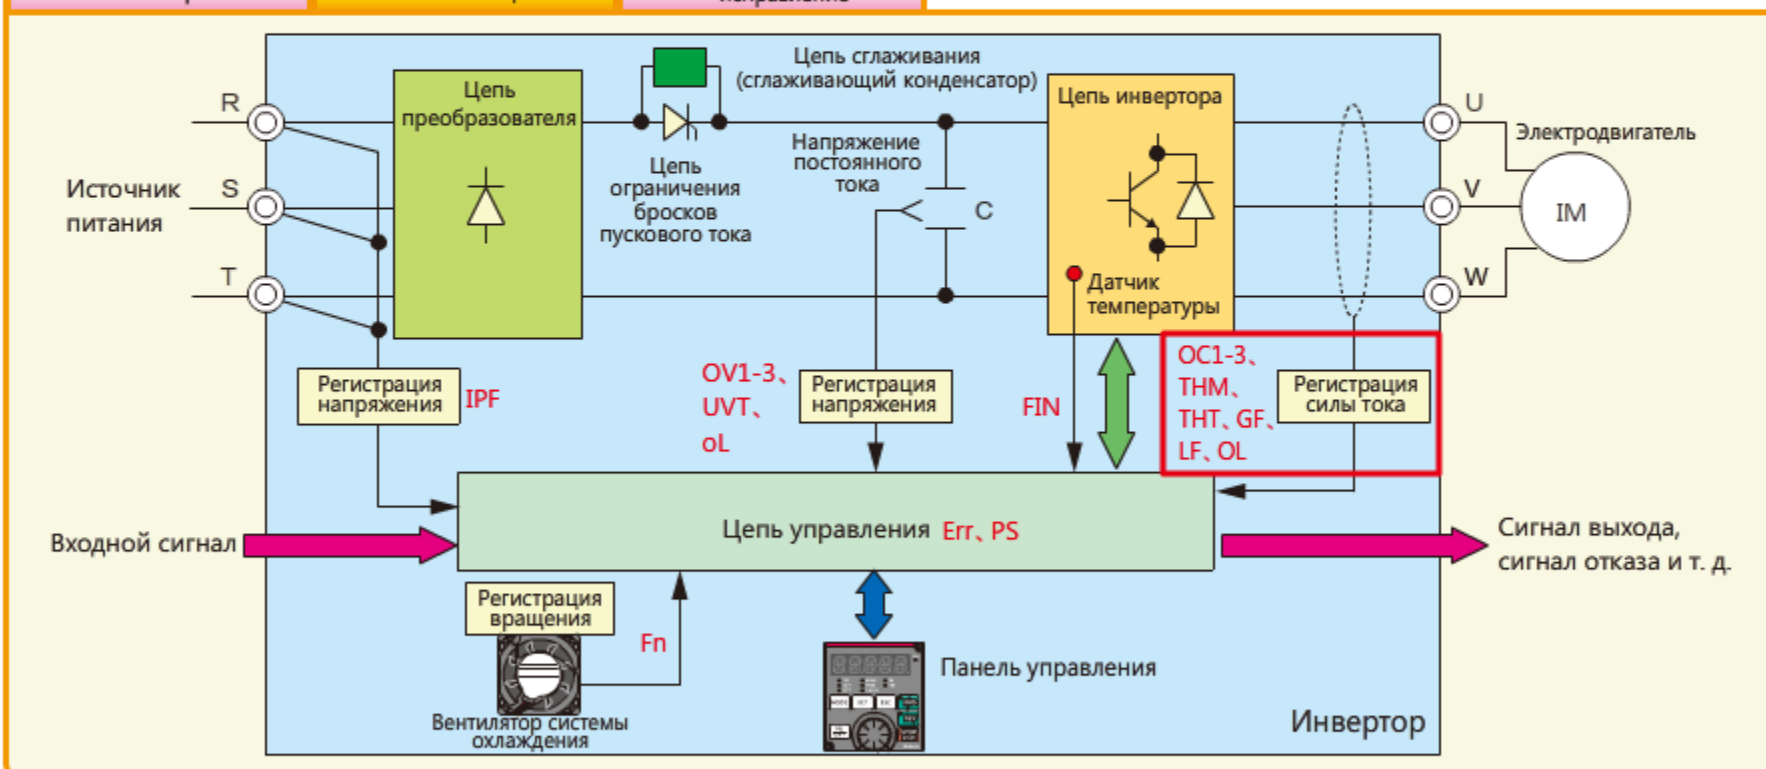 исправление
Цепь сглаживания
(сглаживающий конденсатор)
Цепь
преобразователя
Цепь инвертора
R
U
Электродвигатель
Напряжение
постоянного
тока
Цепь
ограничения
бросков
пускового тока
Источник
питания
S
C
V
IM
T
W
Датчик
температуры
Регистрация
напряжения
IPF
OV1-3、
UVT、
oL
Регистрация
напряжения
FIN
OC1-3、
THM、
THT、GF、
LF、OL
Регистрация
силы тока
Входной сигнал
Цепь управления Err、PS
Сигнал выхода,
сигнал отказа и т. д.
Регистрация
вращения
Fn
Вентилятор системы
охлаждения
Панель управления
Инвертор